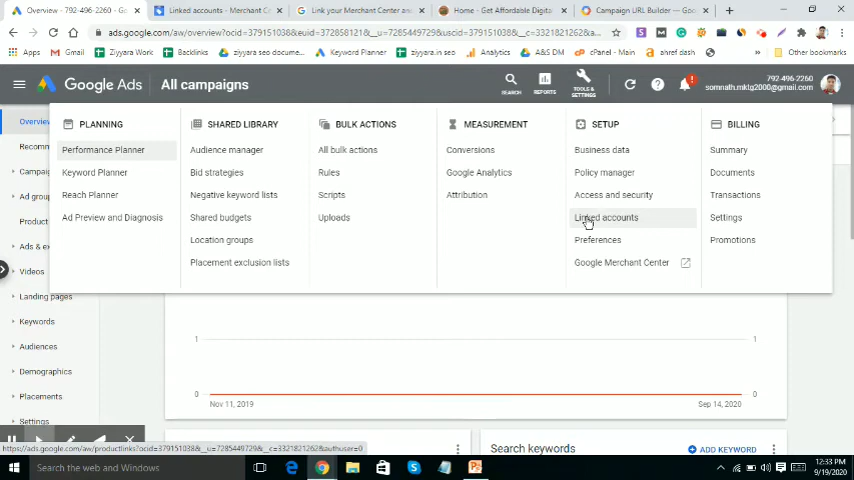 Overview - 792-496-2260 - Go
Linked accounts - Merchant Ce
Link your Merchant Center and
Home - Get Affordable Digital
Campaign URL Builder — Goo
ads.google.com/aw/overview?ocid=379151038&euid=372858121&__u=7285449729&uscid=379151038&__c=3321821262&a...
Apps
Gmail
Ziyyara Work
Backlinks
ziyyara seo docume...
Keyword Planner
ziyyara.in seo
Analytics
A&S DM
cPanel - Main
ahref dash
Other bookmarks
Google Ads
All campaigns
SEARCH
REPORTS
TOOLS &
SETTINGS
792-496-2260
somnath.mktg2000@gmail.com
Overview
Recomm
Campai
Ad group
Product
Ads & ex
Videos
Landing pages
Keywords
Audiences
Demographics
Placements
Settings
PLANNING
Performance Planner
Keyword Planner
Reach Planner
Ad Preview and Diagnosis
SHARED LIBRARY
Audience manager
Bid strategies
Negative keyword lists
Shared budgets
Location groups
Placement exclusion lists
BULK ACTIONS
All bulk actions
Rules
Scripts
Uploads
MEASUREMENT
Conversions
Google Analytics
Attribution
SETUP
Business data
Policy manager
Access and security
Linked accounts
Preferences
Google Merchant Center
BILLING
Summary
Documents
Transactions
Settings
Promotions
1
1
0
0
Nov 11, 2019
Sep 14, 2020
Search keywords
ADD KEYWORD
https://ads.google.com/aw/productlinks?ocid=379151038&__u=7285449729&__c=3321821262&authuser=0
Search the web and Windows
12:33 PM
9/19/2020